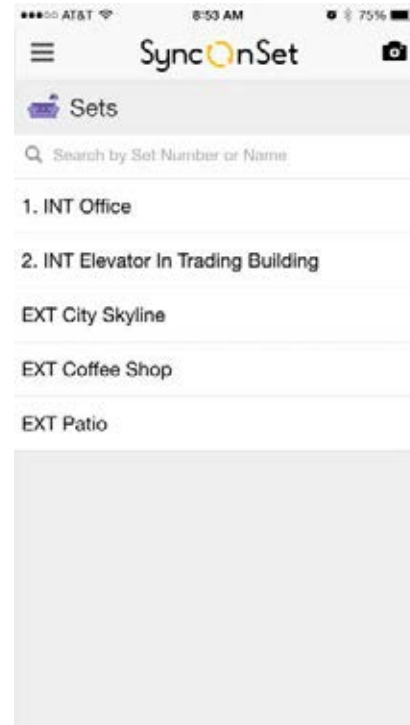 AT&T 8:53 AM 75%
SyncOnSet
Sets
Search by Set Number or Name
1. INT Office
2. INT Elevator In Trading Building
EXT City Skyline
EXT Coffee Shop
EXT Patio